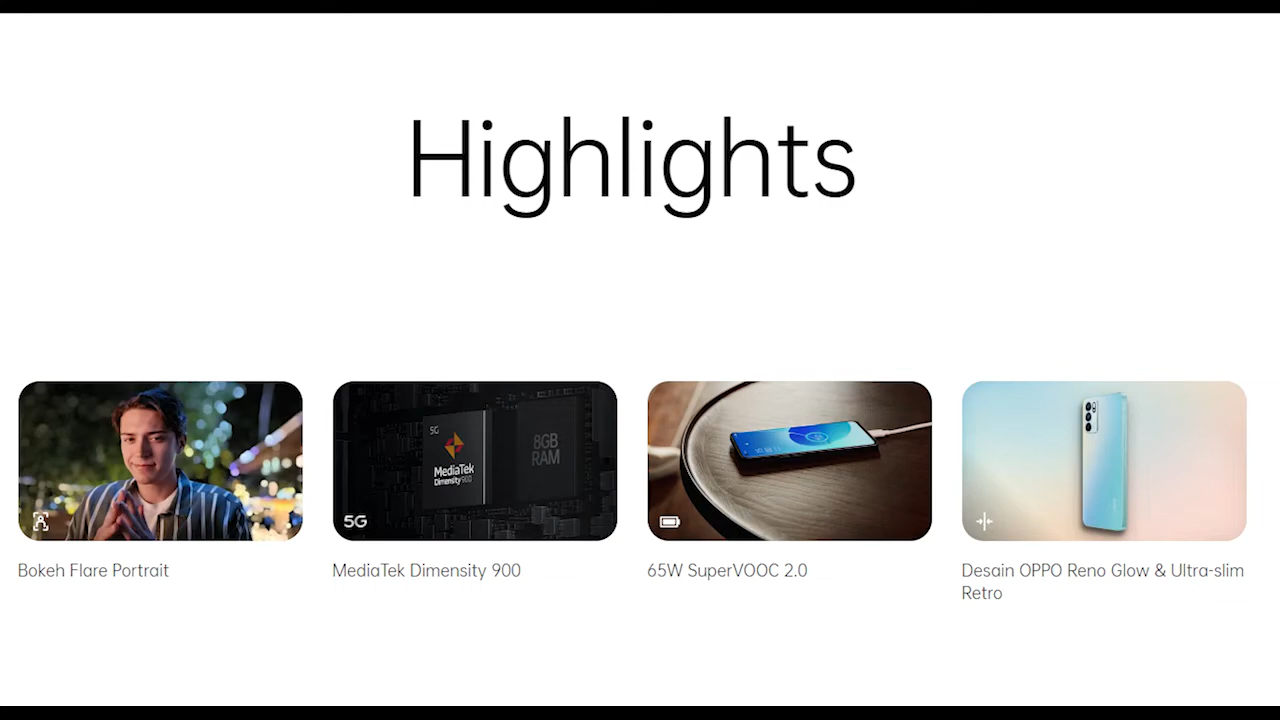 Highlights
5G
MediaTek
Dimensity 900
8GB
RAM
5G
Bokeh Flare Portrait
MediaTek Dimensity 900
65W SuperVOOC 2.0
Desain OPPO Reno Glow & Ultra-slim
Retro